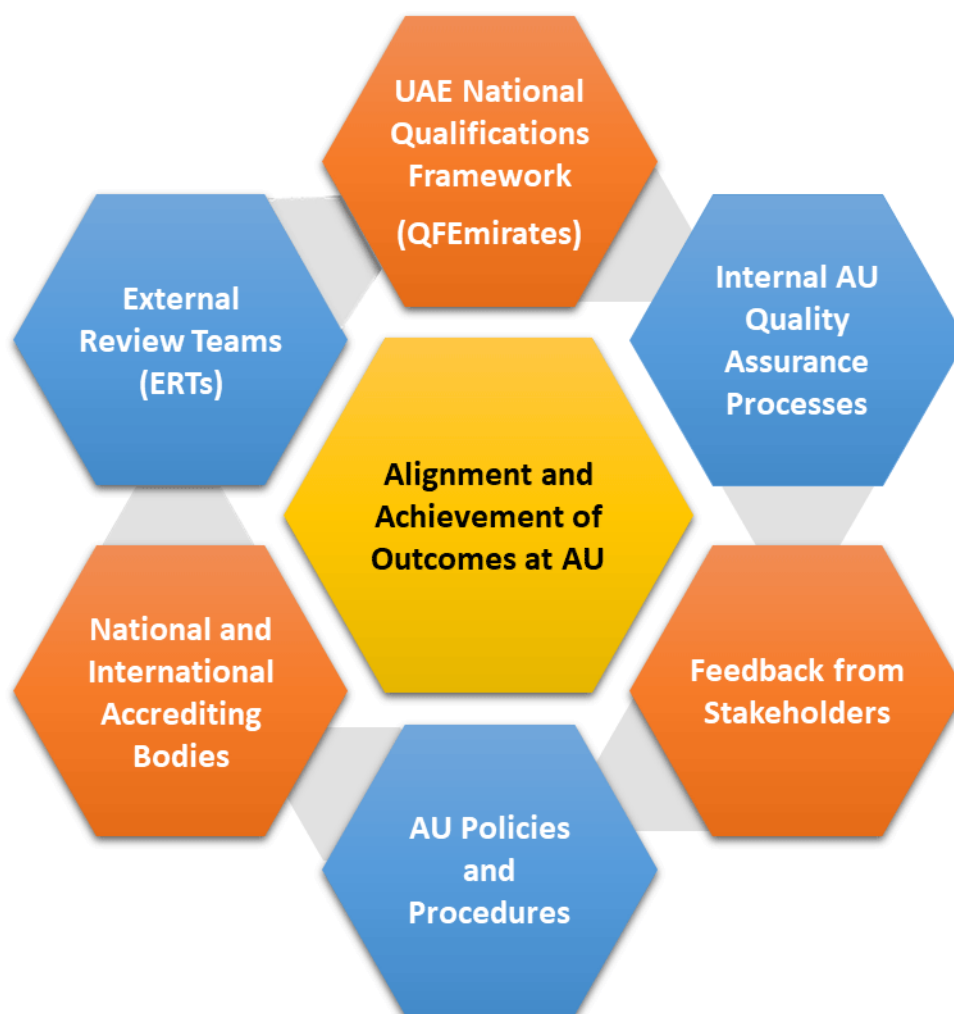 UAE National
Qualifications
Framework
(QFEmirates)
Internal AU
Quality
Assurance
Processes
Feedback from
Stakeholders
AU Policies
and
Procedures
National and
International
Accrediting
Bodies
External
Review Teams
(ERTs)
Alignment and
Achievement of
Outcomes at AU